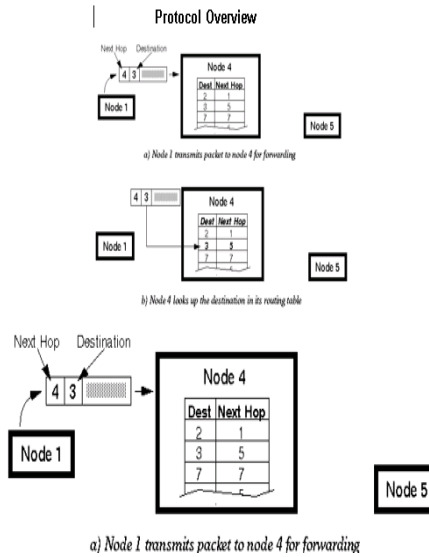 Protocol Overview
Next Hop Destination
4 3
Node 1
Node 4
Dest Next Hop
2 1
3 5
7 7
Node 5
a) Node 1 transmits packet to node 4 for forwarding
4 3
Node 4
Node 1
Dest Next Hop
2 1
3 5
7 7
Node 5
b) Node 4 looks up the destination in its routing table
Next Hop Destination
4 3
Node 1
Node 4
Dest Next Hop
2 1
3 5
7 7
Node 5
a) Node 1 transmits packet to node 4 for forwarding